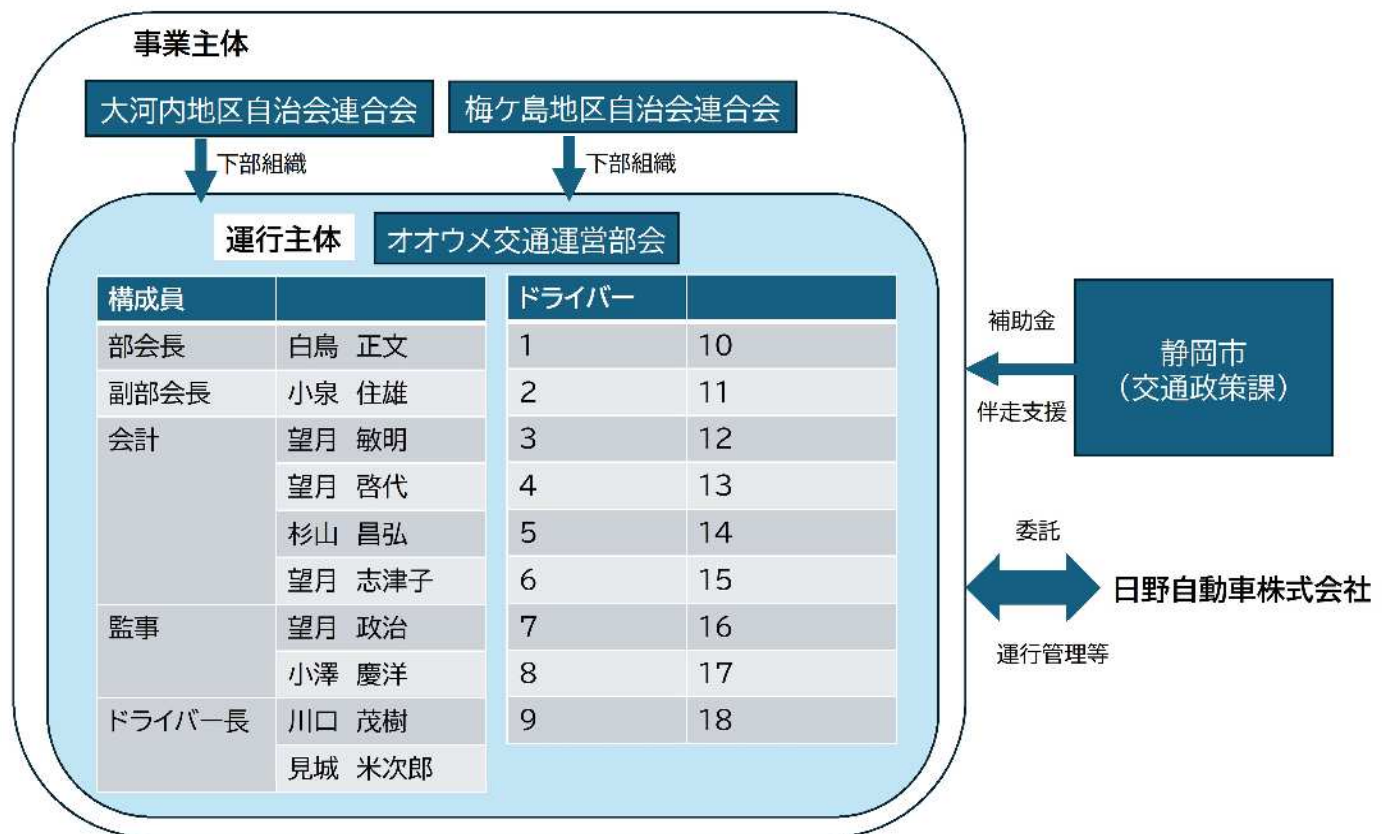 事業主体
大河内地区自治会連合会
梅ケ島地区自治会連合会
下部組織
下部組織
運行主体
オオウメ交通運営部会
構成員
部会長 白鳥 正文
副部会長 小泉 住雄
会計 望月 敏明
望月 啓代
杉山 昌弘
望月 志津子
監事 望月 政治
小澤 慶洋
ドライバー長 川口 茂樹
見城 米次郎
ドライバー
1 10
2 11
3 12
4 13
5 14
6 15
7 16
8 17
9 18
補助金
伴走支援
静岡市
（交通政策課）
委託
運行管理等
日野自動車株式会社